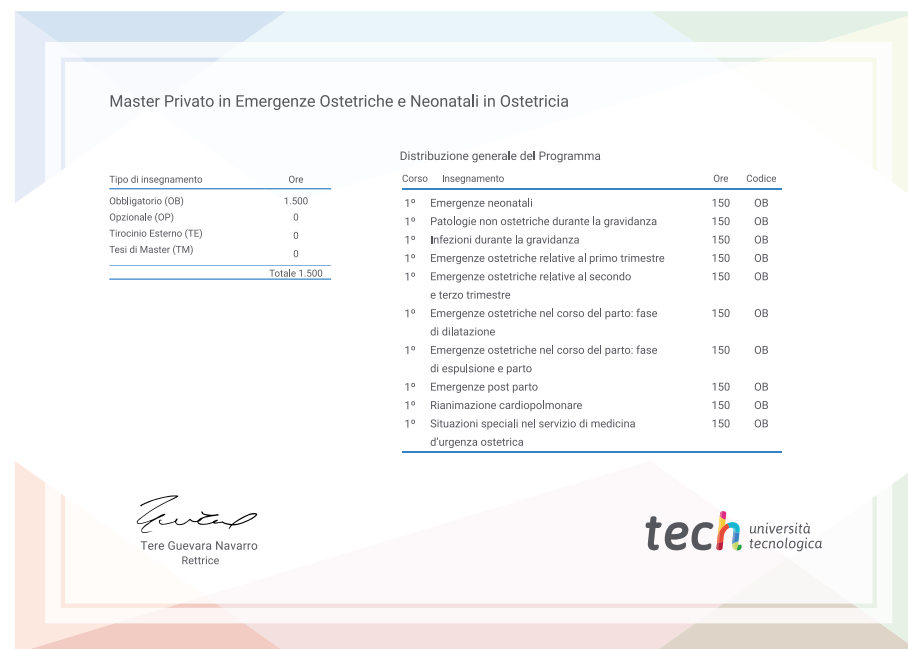 Master Privato in Emergenze Ostetriche e Neonatali in Ostetricia
Tipo di insegnamento Ore
Obbligatorio (OB) 1.500
Opzionale (OP) 0
Tirocinio Esterno (TE) 0
Tesi di Master (TM) 0
Totale 1.500
Distribuzione generale del Programma
Corso Insegnamento Ore Codice
1º Emergenze neonatali 150 OB
1º Patologie non ostetriche durante la gravidanza 150 OB
1º Infezioni durante la gravidanza 150 OB
1º Emergenze ostetriche relative al primo trimestre 150 OB
1º Emergenze ostetriche relative al secondo 150 OB
e terzo trimestre
1º Emergenze ostetriche nel corso del parto: fase 150 OB
di dilatazione
1º Emergenze ostetriche nel corso del parto: fase 150 OB
di espulsione e parto
1º Emergenze post parto 150 OB
1º Rianimazione cardiopolmonare 150 OB
1º Situazioni speciali nel servizio di medicina 150 OB
d'urgenza ostetrica
Tere Guevara Navarro
Rettrice
tech università
tecnologica